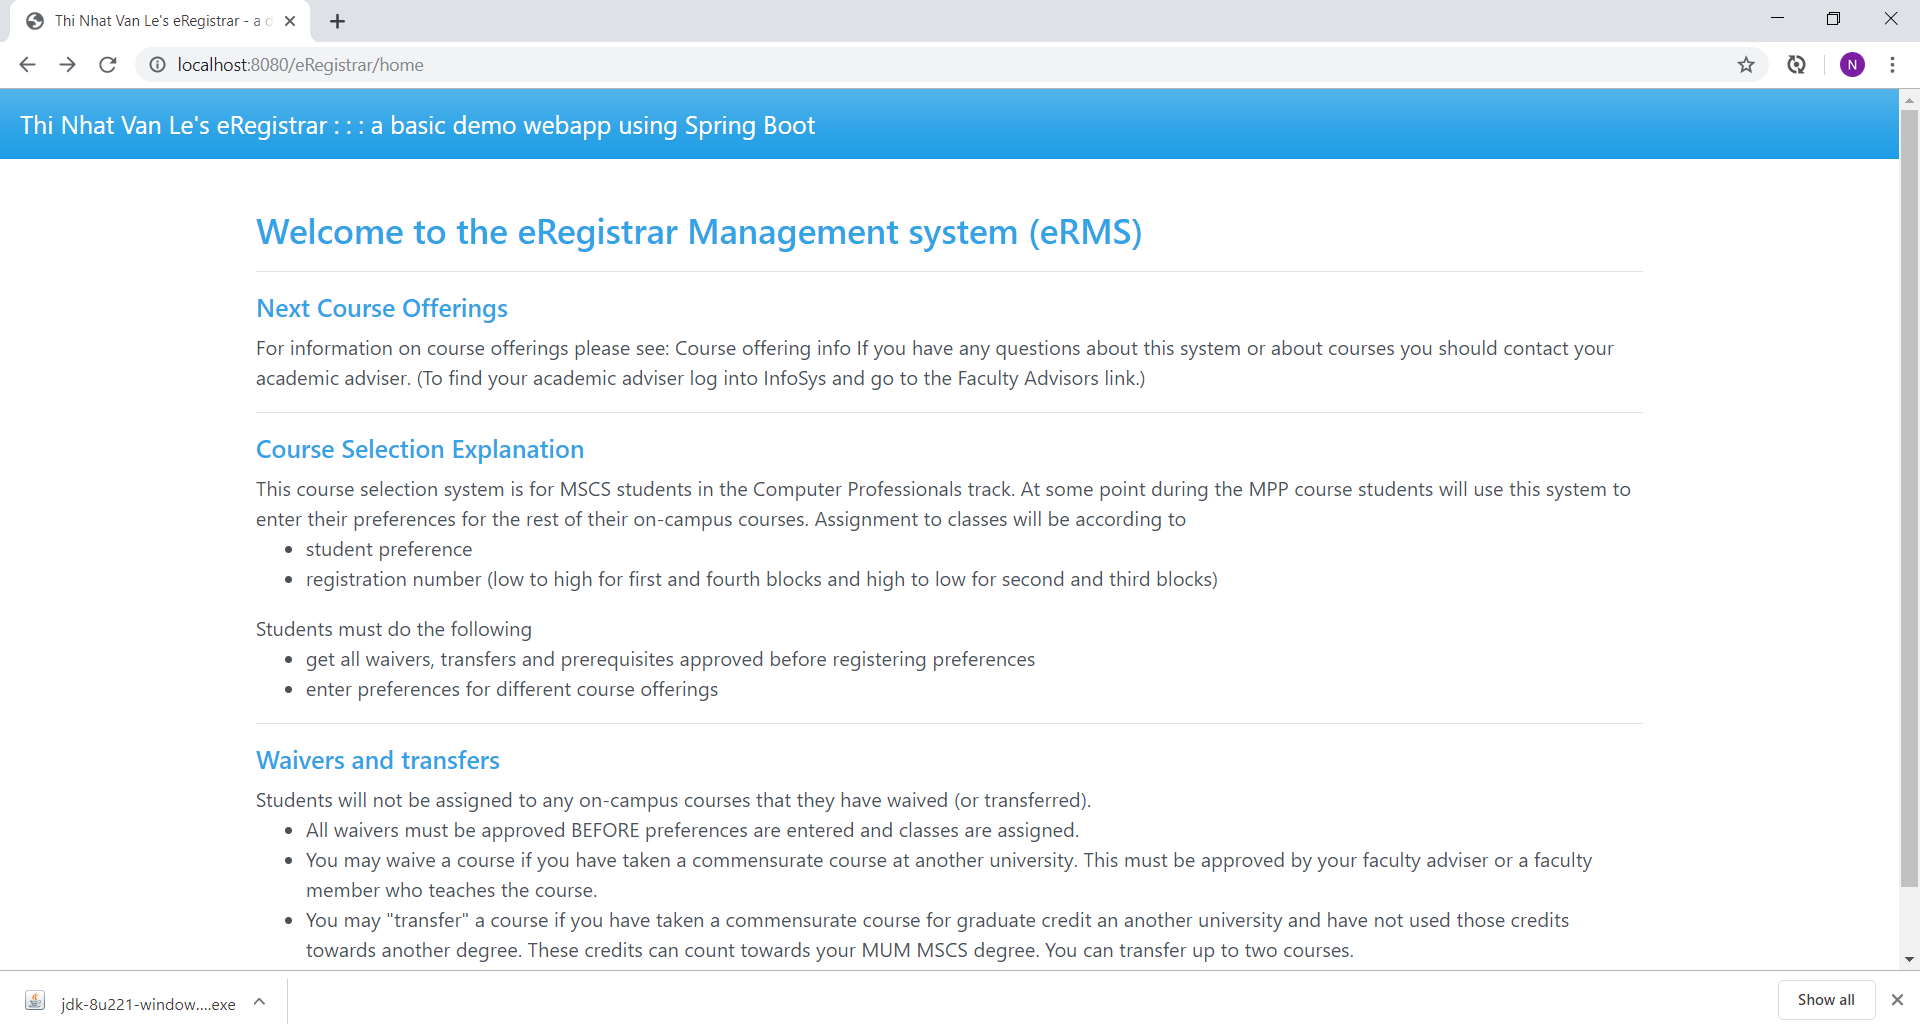 Thi Nhat Van Le's eRegistrar - a d
localhost:8080/eRegistrar/home
N
Thi Nhat Van Le's eRegistrar : : : a basic demo webapp using Spring Boot
Welcome to the eRegistrar Management system (eRMS)
Next Course Offerings
For information on course offerings please see: Course offering info If you have any questions about this system or about courses you should contact your
academic adviser. (To find your academic adviser log into InfoSys and go to the Faculty Advisors link.)
Course Selection Explanation
This course selection system is for MSCS students in the Computer Professionals track. At some point during the MPP course students will use this system to
enter their preferences for the rest of their on-campus courses. Assignment to classes will be according to
• student preference
• registration number (low to high for first and fourth blocks and high to low for second and third blocks)
Students must do the following
• get all waivers, transfers and prerequisites approved before registering preferences
• enter preferences for different course offerings
Waivers and transfers
Students will not be assigned to any on-campus courses that they have waived (or transferred).
• All waivers must be approved BEFORE preferences are entered and classes are assigned.
• You may waive a course if you have taken a commensurate course at another university. This must be approved by your faculty adviser or a faculty
member who teaches the course.
• You may "transfer" a course if you have taken a commensurate course for graduate credit an another university and have not used those credits
towards another degree. These credits can count towards your MUM MSCS degree. You can transfer up to two courses.
jdk-8u221-window....exe
Show all